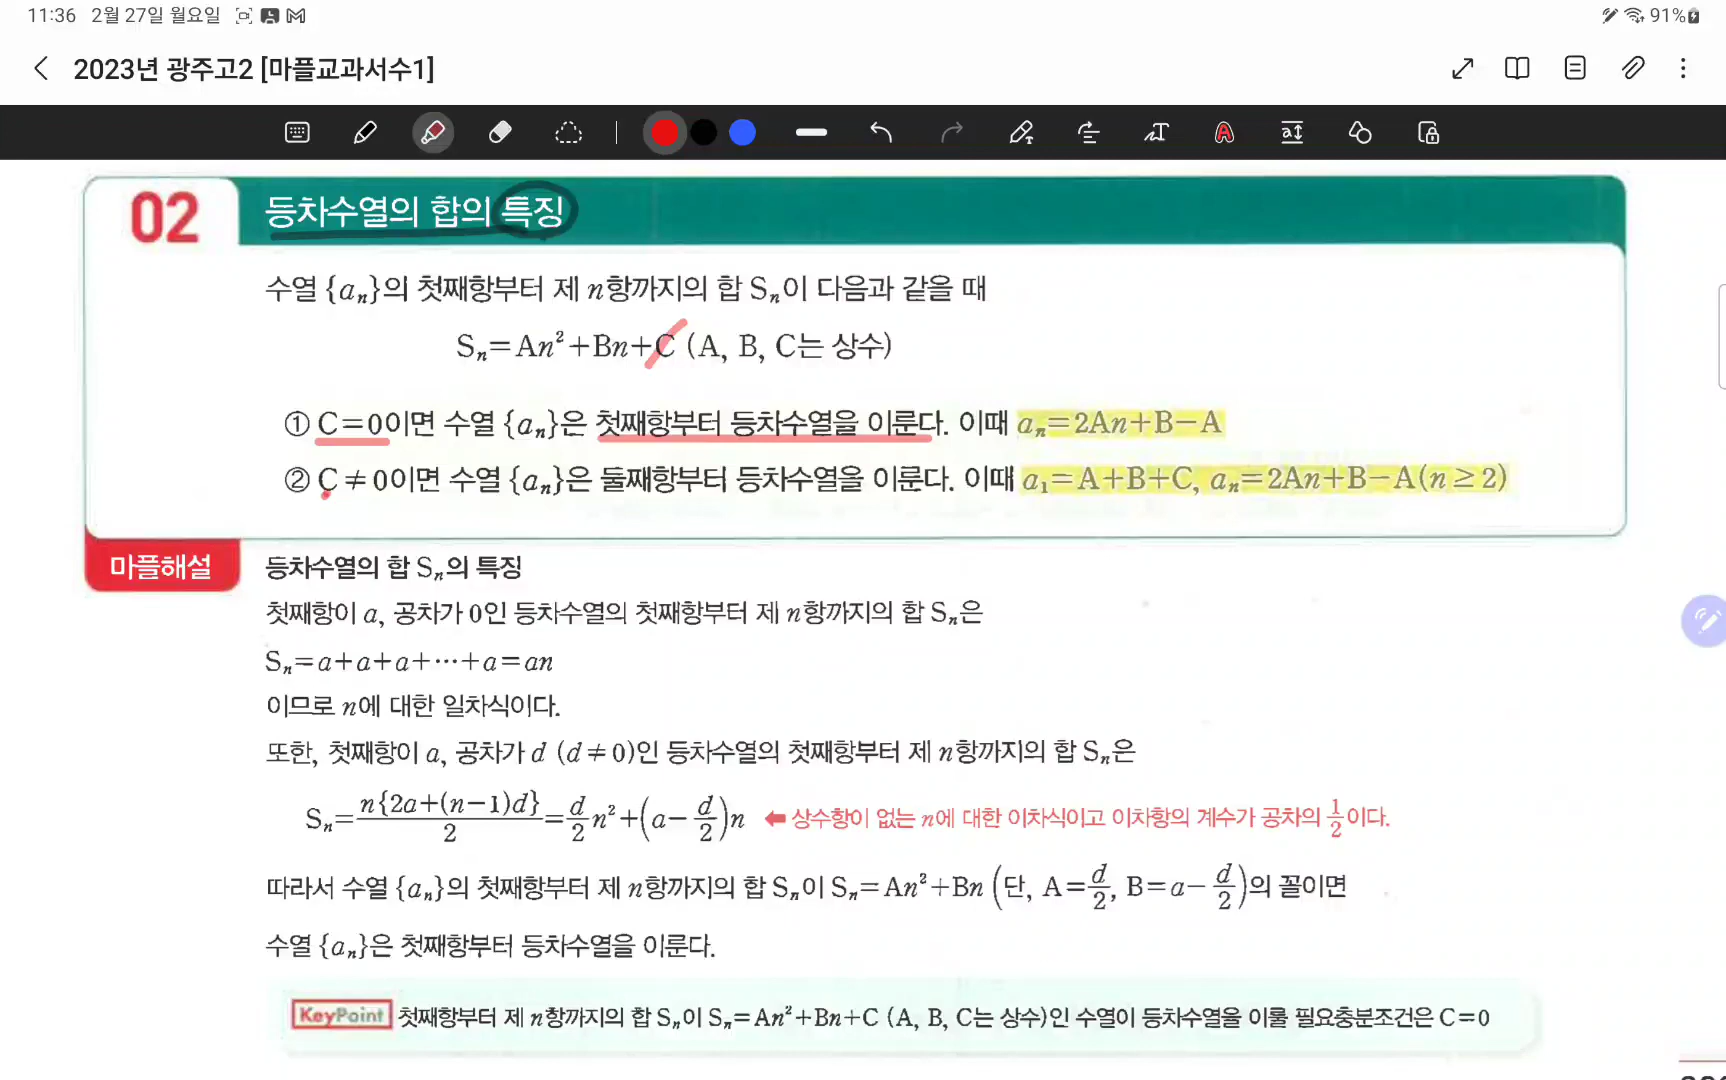 11:36 2월 27일 월요일
91%
2023년 광주고2 [마플교과서수1]
02 등차수열의 합의 특징
수열 {aₙ}의 첫째항부터 제 n항까지의 합 Sₙ이 다음과 같을 때
Sₙ=An²+Bn+C (A, B, C는 상수)
① C=0이면 수열 {aₙ}은 첫째항부터 등차수열을 이룬다. 이때 aₙ=2An+B−A
② C≠0이면 수열 {aₙ}은 둘째항부터 등차수열을 이룬다. 이때 a₁=A+B+C, aₙ=2An+B−A(n≥2)
마플해설 등차수열의 합 Sₙ의 특징
첫째항이 a, 공차가 0인 등차수열의 첫째항부터 제 n항까지의 합 Sₙ은
Sₙ=a+a+a+⋯+a=an
이므로 n에 대한 일차식이다.
또한, 첫째항이 a, 공차가 d (d≠0)인 등차수열의 첫째항부터 제 n항까지의 합 Sₙ은
Sₙ=n{2a+(n−1)d}/2=d/2 n²+(a−d/2)n ⬅ 상수항이 없는 n에 대한 이차식이고 이차항의 계수가 공차의 1/2이다.
따라서 수열 {aₙ}의 첫째항부터 제 n항까지의 합 Sₙ이 Sₙ=An²+Bn (단, A=d/2, B=a−d/2)의 꼴이면
수열 {aₙ}은 첫째항부터 등차수열을 이룬다.
KeyPoint 첫째항부터 제 n항까지의 합 Sₙ이 Sₙ=An²+Bn+C (A, B, C는 상수)인 수열이 등차수열을 이룰 필요충분조건은 C=0